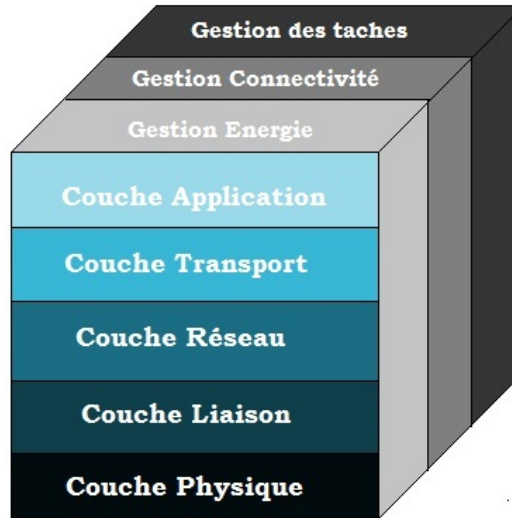 Gestion des taches
Gestion Connectivité
Gestion Energie
Couche Application
Couche Transport
Couche Réseau
Couche Liaison
Couche Physique